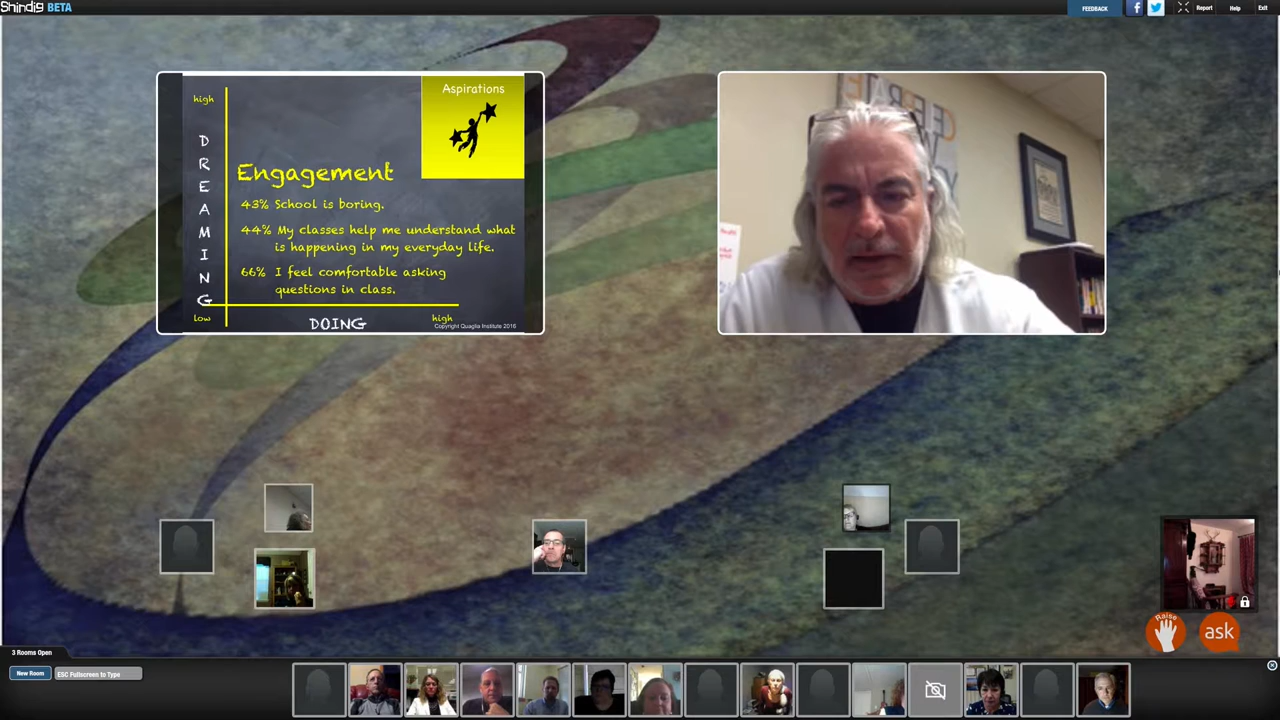 Shindig BETA
FEEDBACK
Report
Help
Exit
high
DREAMING
low
Aspirations
Engagement
43% School is boring.
44% My classes help me understand what
is happening in my everyday life.
66% I feel comfortable asking
questions in class.
DOING
high
Copyright Quaglia Institute 2016
Raise
ask
3 Rooms Open
New Room
ESC Fullscreen to Type